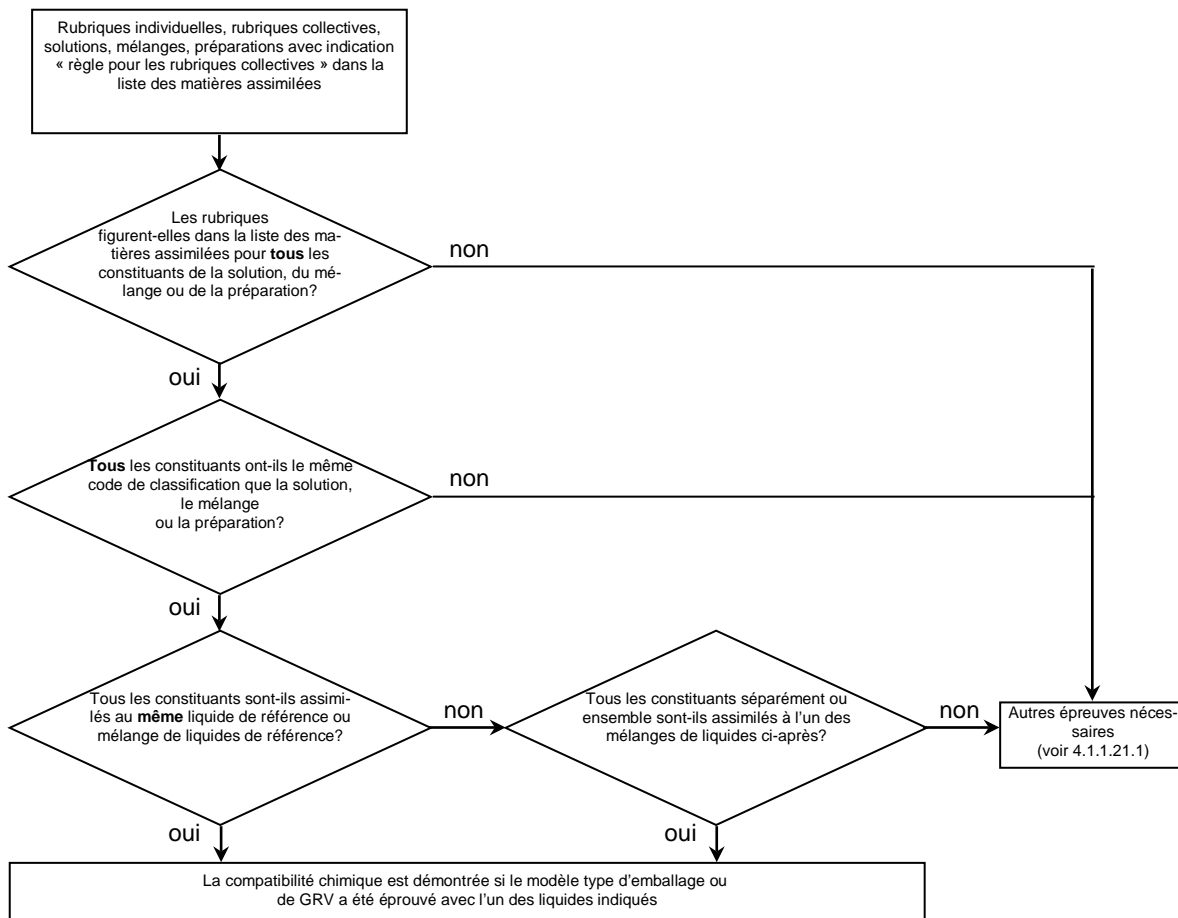 Rubriques individuelles, rubriques collectives,
solutions, mélanges, préparations avec indication
« règle pour les rubriques collectives » dans la
liste des matières assimilées
Les rubriques
figurent-elles dans la liste des ma-
tières assimilées pour tous les
constituants de la solution, du mé-
lange ou de la préparation?
non
oui
Tous les constituants ont-ils le même
code de classification que la solution,
le mélange
ou la préparation?
non
oui
Tous les constituants sont-ils assimi-
lés au même liquide de référence ou
mélange de liquides de référence?
non
Tous les constituants séparément ou
ensemble sont-ils assimilés à l'un des
mélanges de liquides ci-après?
non
Autres épreuves néces-
saires
(voir 4.1.1.21.1)
oui
oui
La compatibilité chimique est démontrée si le modèle type d'emballage ou
de GRV a été éprouvé avec l'un des liquides indiqués